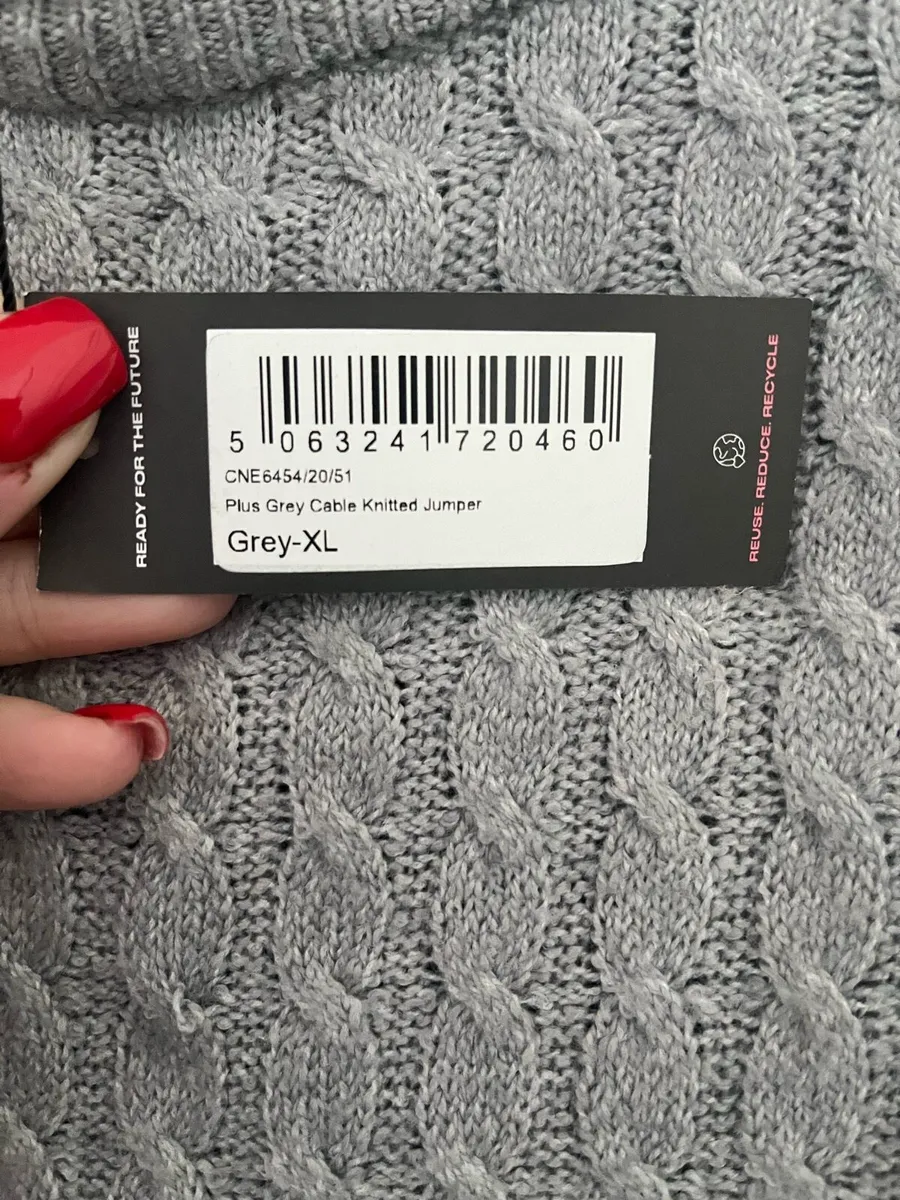 READY FOR THE FUTURE
5 063241 720460
CNE6454/20/51
Plus Grey Cable Knitted Jumper
Grey-XL
REUSE. REDUCE. RECYCLE